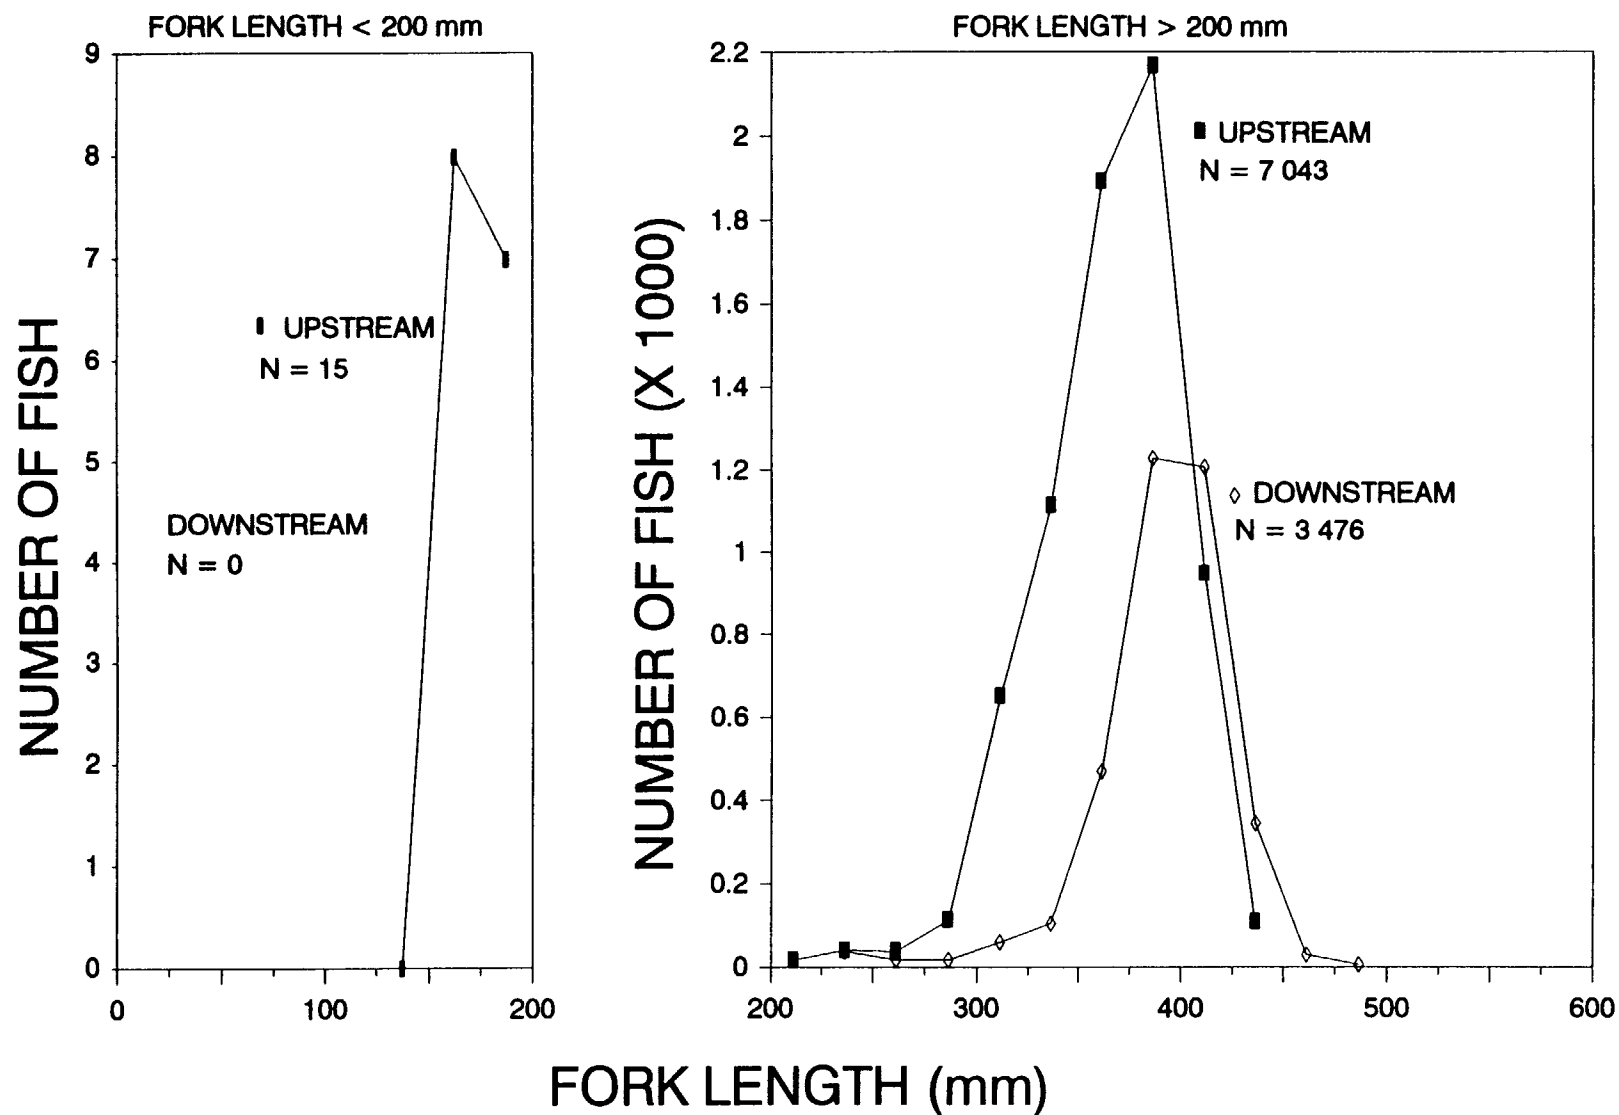 FORK LENGTH < 200 mm
9
8
7
6
5
4
3
2
1
0
0 100 200
NUMBER OF FISH
UPSTREAM
N = 15
DOWNSTREAM
N = 0
FORK LENGTH > 200 mm
2.2
2
1.8
1.6
1.4
1.2
1
0.8
0.6
0.4
0.2
0
200 300 400 500 600
NUMBER OF FISH (X 1000)
UPSTREAM
N = 7 043
DOWNSTREAM
N = 3 476
FORK LENGTH (mm)